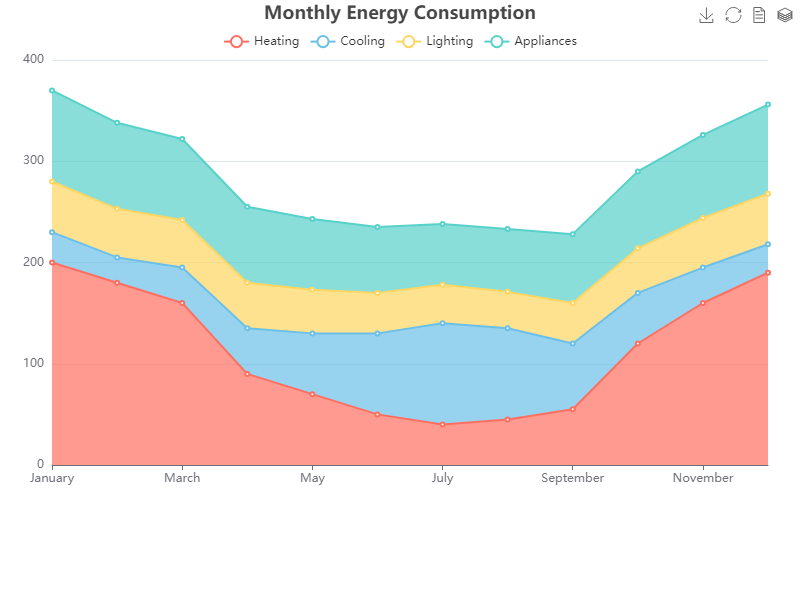 Monthly Energy Consumption
Heating Cooling Lighting Appliances
400
300
200
100
0
January March May July September November